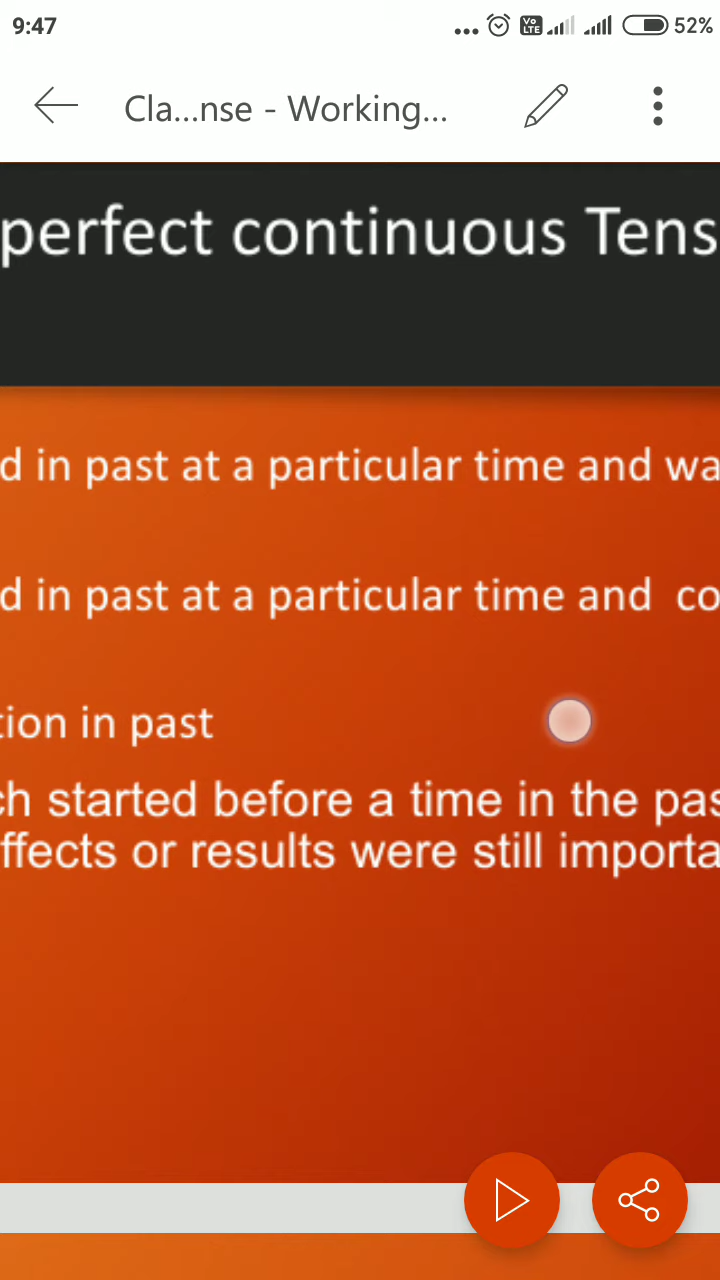 9:47
... Vo LTE 52%
Cla...nse - Working...
perfect continuous Tens
d in past at a particular time and wa
d in past at a particular time and co
tion in past
ch started before a time in the pas
ffects or results were still importa